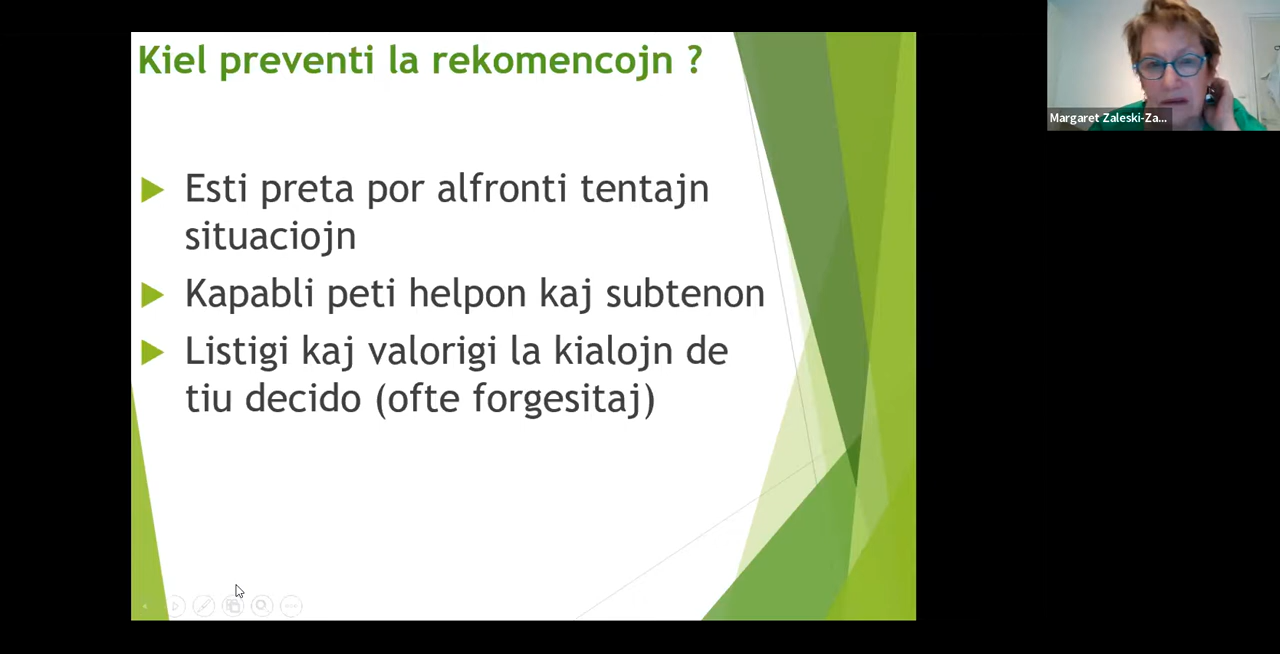 Kiel preventi la rekomencojn ?
Esti preta por alfronti tentajn
situaciojn
Kapabli peti helpon kaj subtenon
Listigi kaj valorigi la kialojn de
tiu decido (ofte forgesitaj)
Margaret Zaleski-Za...